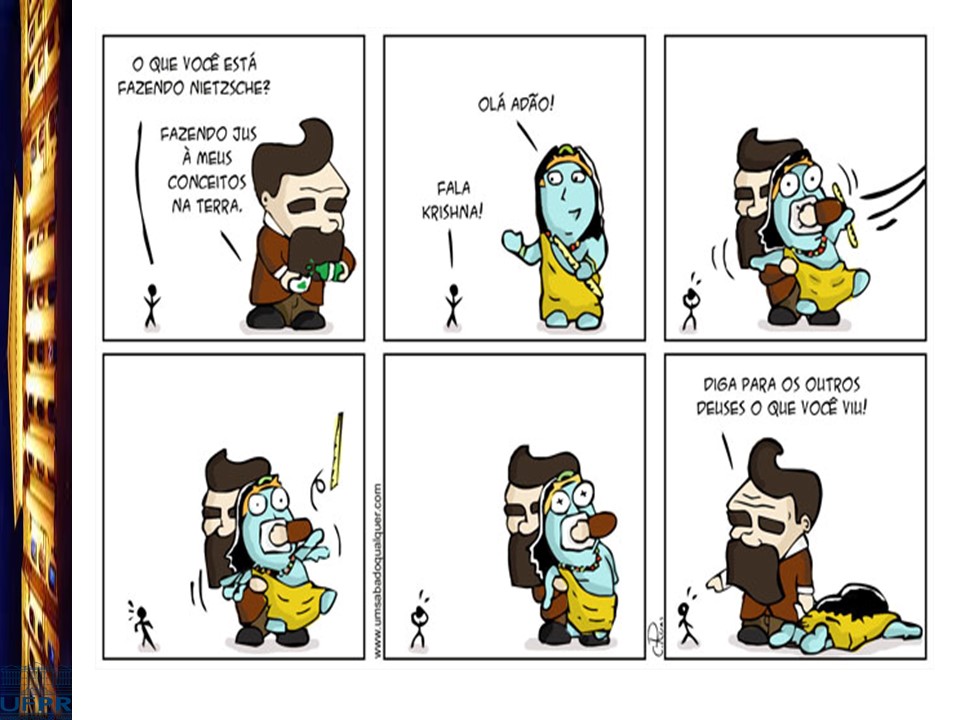 O QUE VOCÊ ESTÁ
FAZENDO NIETZSCHE?
FAZENDO JUS
À MEUS
CONCEITOS
NA TERRA.
OLÁ ADÃO!
FALA
KRISHNA!
www.umsabadoqualquer.com
DIGA PARA OS OUTROS
DEUSES O QUE VOCÊ VIU!
UFPR